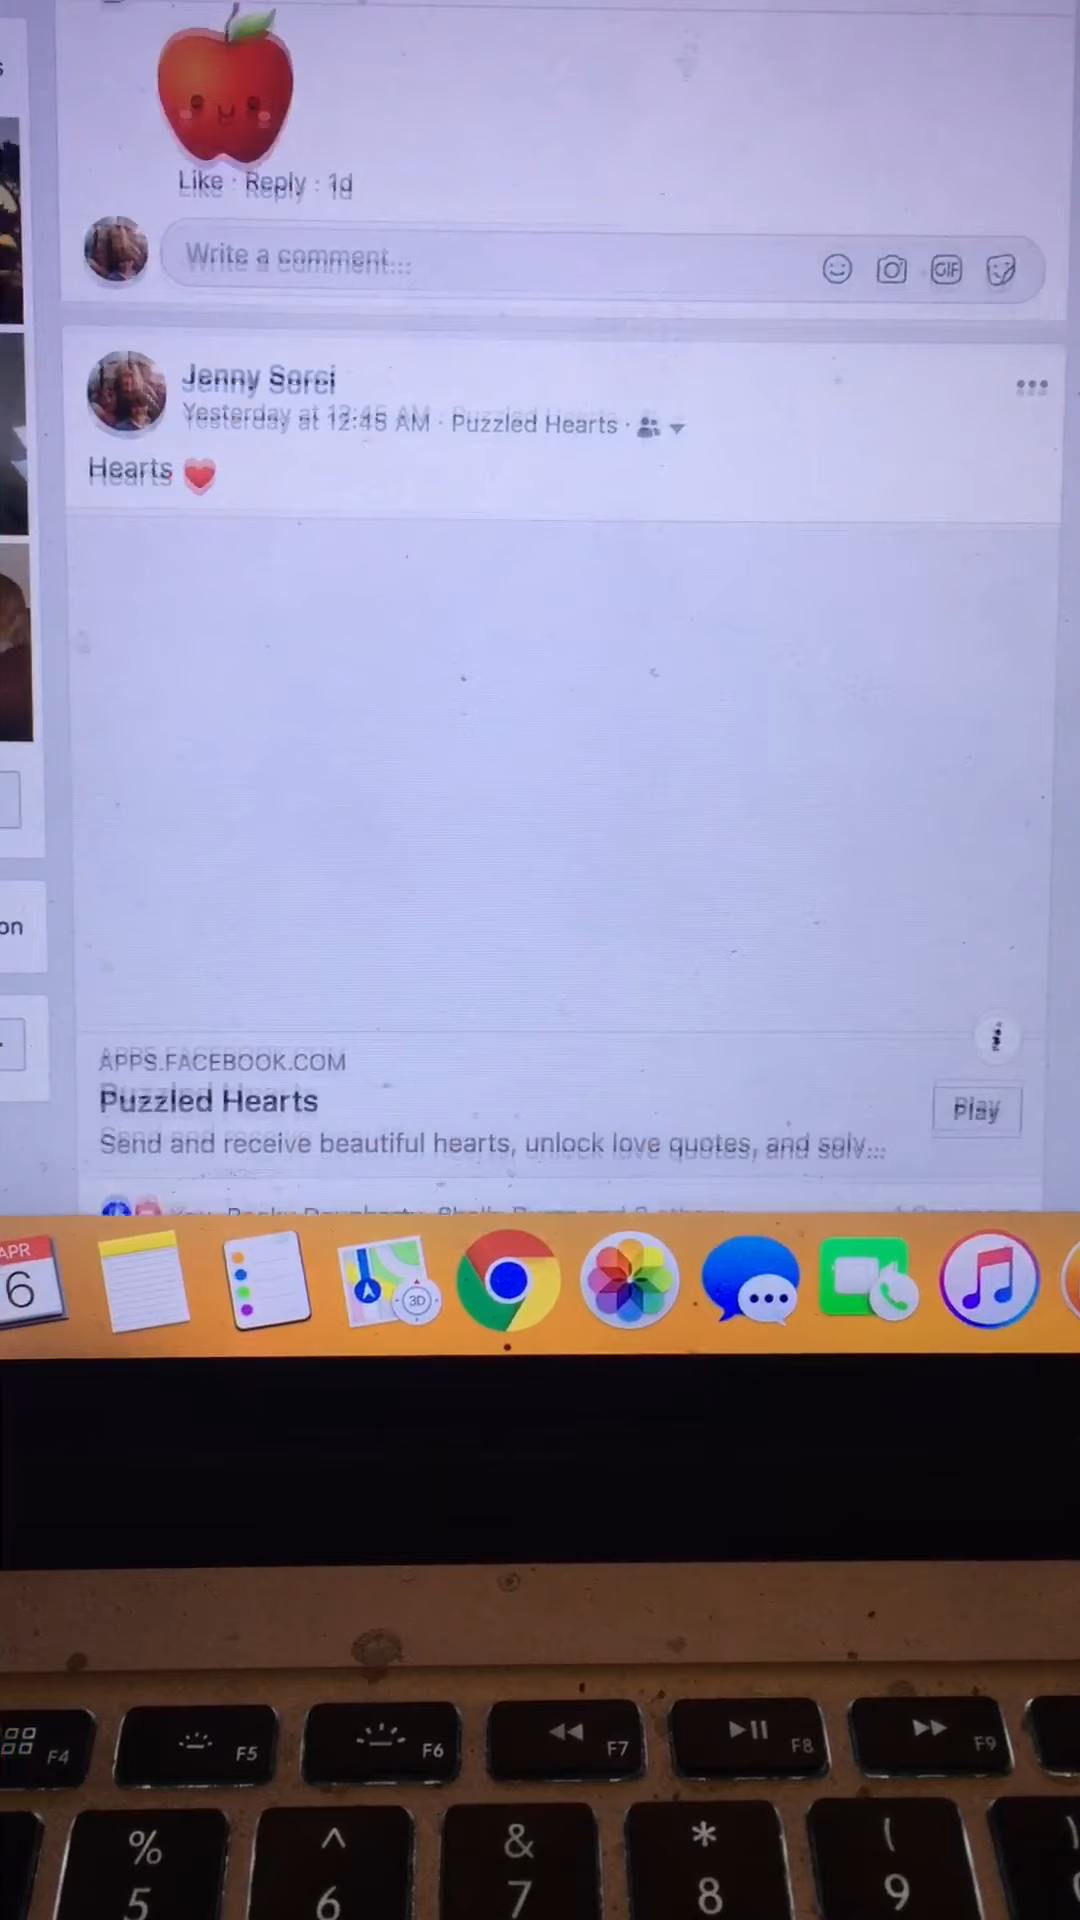 Like · Reply · 1d
Write a comment...
GIF
Jenny Sorci
Yesterday at 12:45 AM · Puzzled Hearts ·
Hearts ❤
on
APPS.FACEBOOK.COM
Puzzled Hearts
Play
Send and receive beautiful hearts, unlock love quotes, and solv...
APR
6
3D
F4
F5
F6
F7
F8
F9
%
5
^
6
&
7
*
8
(
9
)